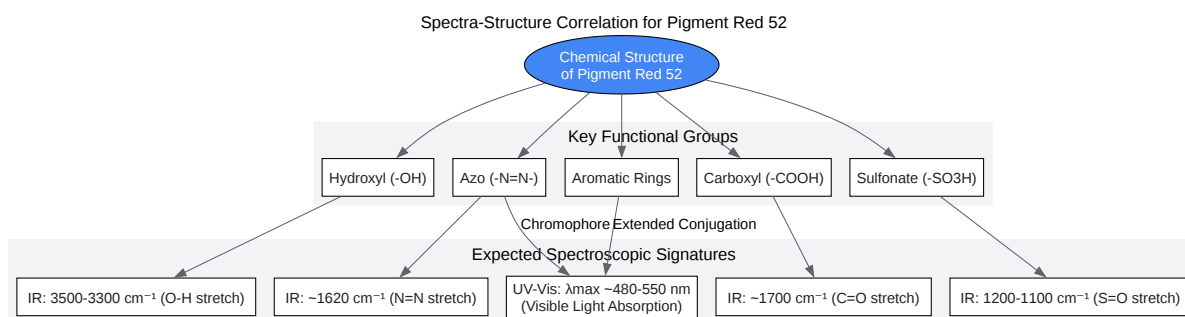 Spectra-Structure Correlation for Pigment Red 52
Chemical Structure
of Pigment Red 52
Key Functional Groups
Hydroxyl (-OH)
Azo (-N=N-)
Aromatic Rings
Carboxyl (-COOH)
Sulfonate (-SO3H)
Chromophore
Extended Conjugation
Expected Spectroscopic Signatures
IR: 3500-3300 cm⁻¹ (O-H stretch)
IR: ~1620 cm⁻¹ (N=N stretch)
UV-Vis: λmax ~480-550 nm
(Visible Light Absorption)
IR: ~1700 cm⁻¹ (C=O stretch)
IR: 1200-1100 cm⁻¹ (S=O stretch)